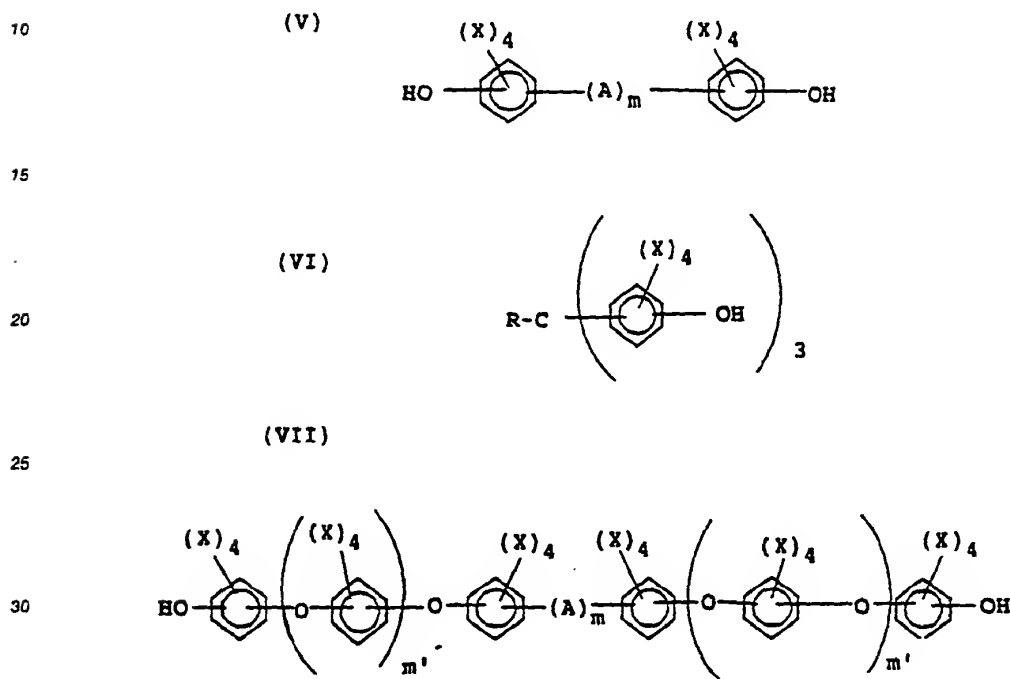 10 (V) (X)4 (X)4
HO (A)m OH
15
(VI) (X)4
20 R-C OH
3
(VII)
25
(X)4 (X)4 (X)4 (X)4 (X)4 (X)4
30 HO O O (A)m O O OH
m' m'